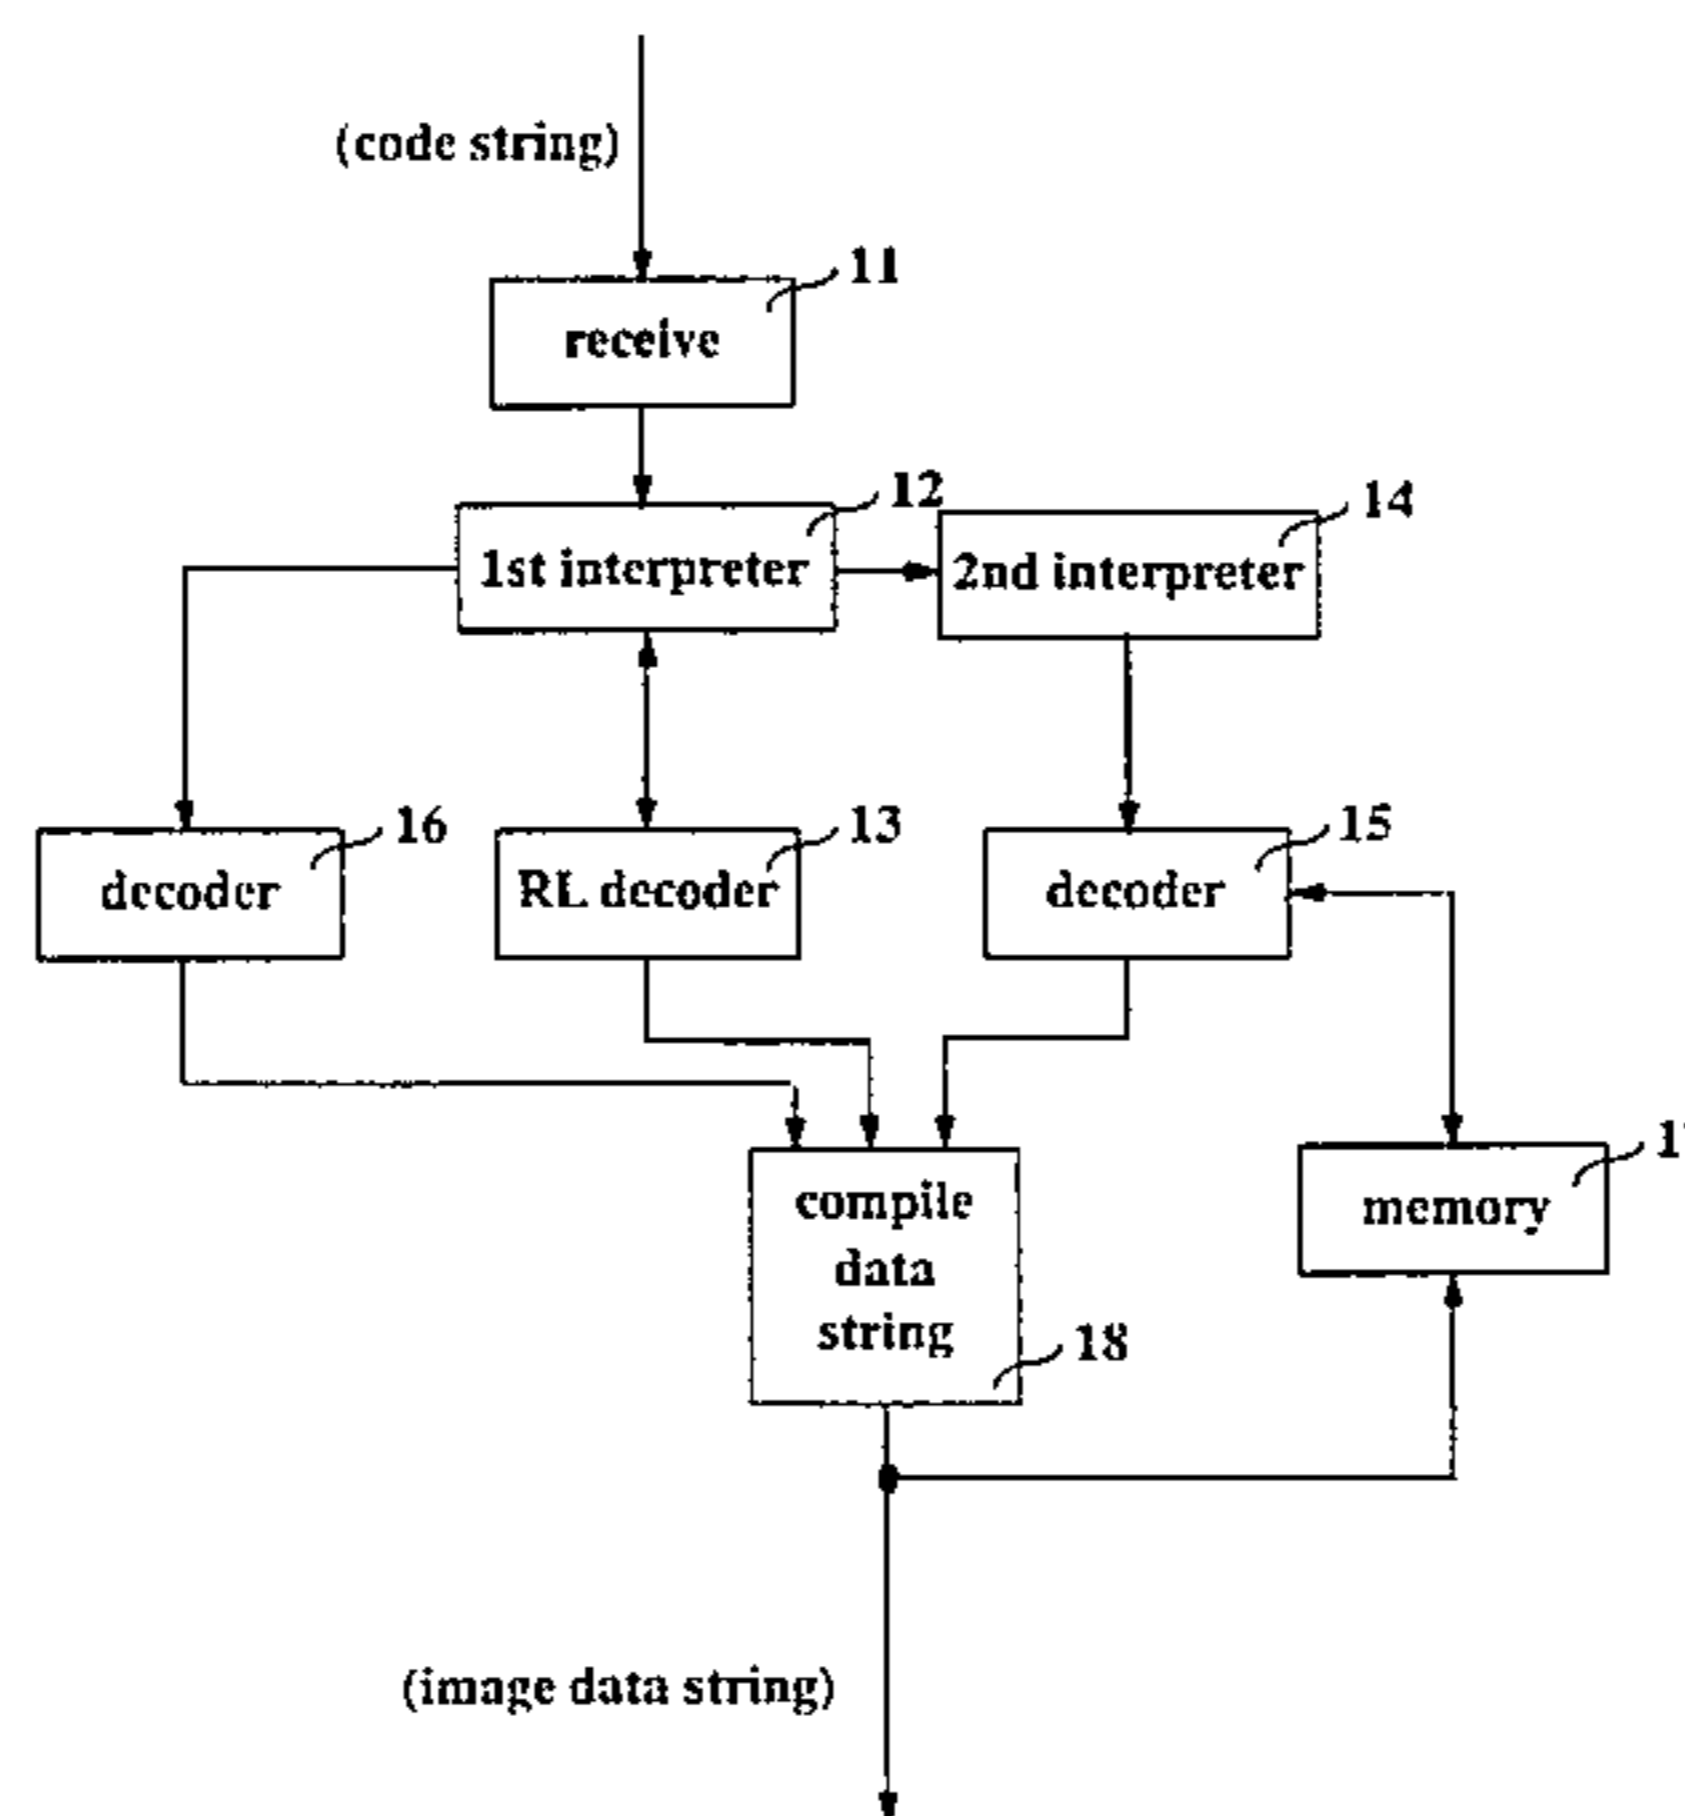 (code string)
11
receive
12
14
1st interpreter
2nd interpreter
16
13
15
decoder
RL decoder
decoder
compile
data
string
memory
18
(image data string)